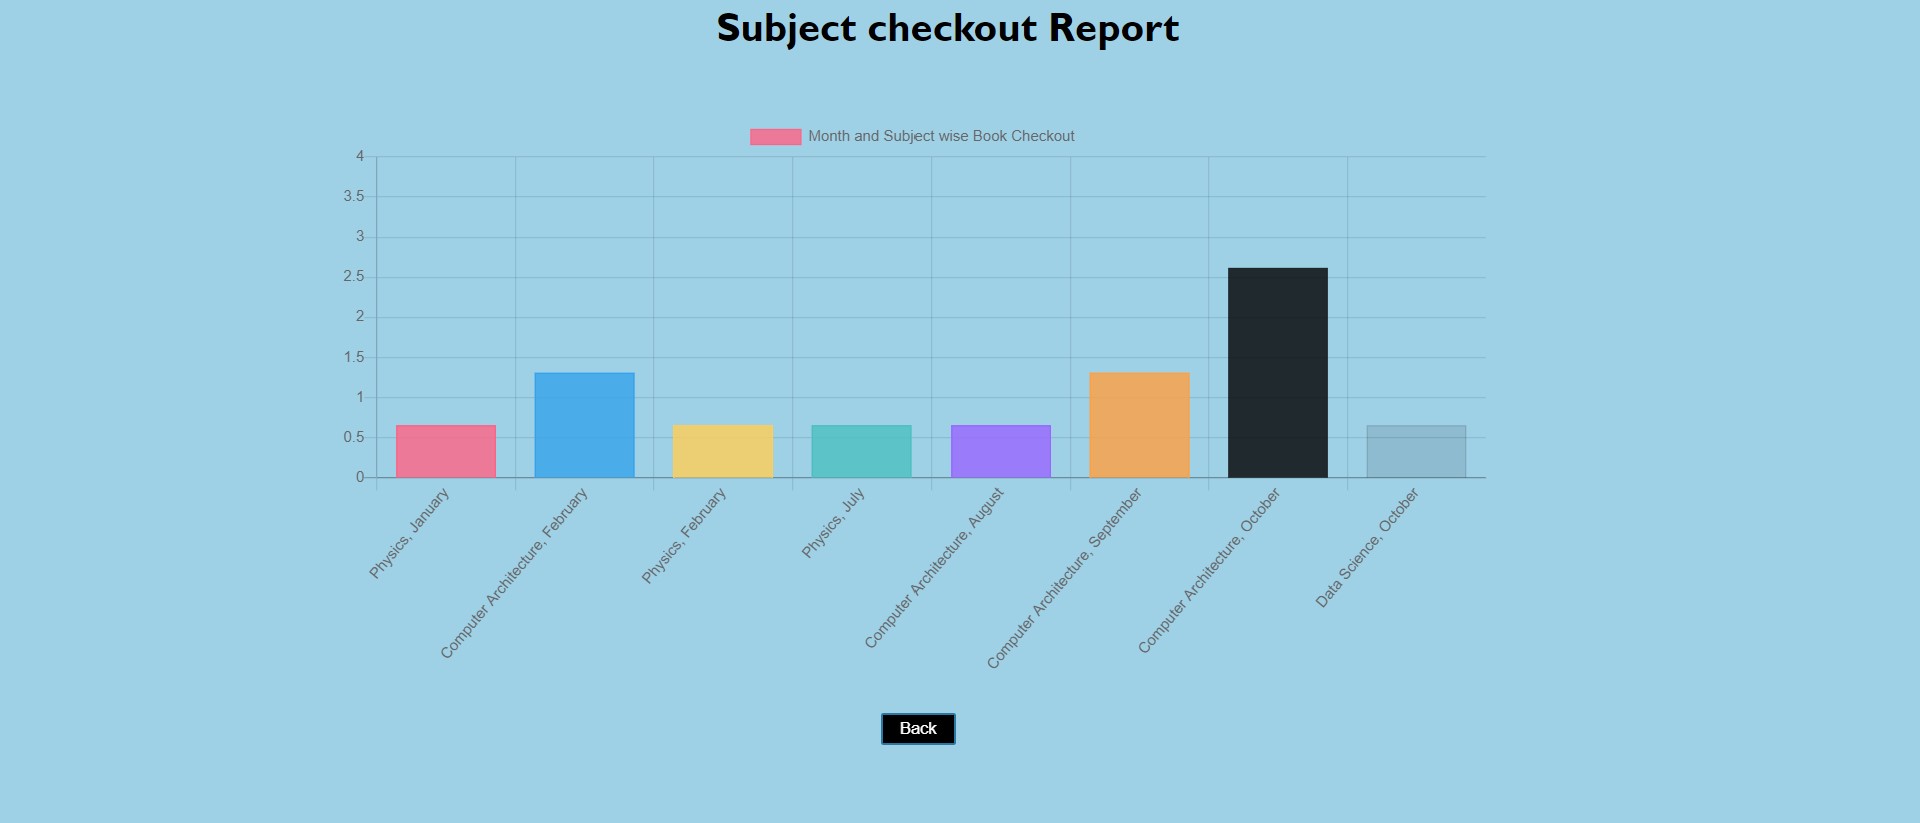 Subject checkout Report
Month and Subject wise Book Checkout
4
3.5
3
2.5
2
1.5
1
0.5
0
Physics, January
Computer Architecture, February
Physics, February
Physics, July
Computer Architecture, August
Computer Architecture, September
Computer Architecture, October
Data Science, October
Back